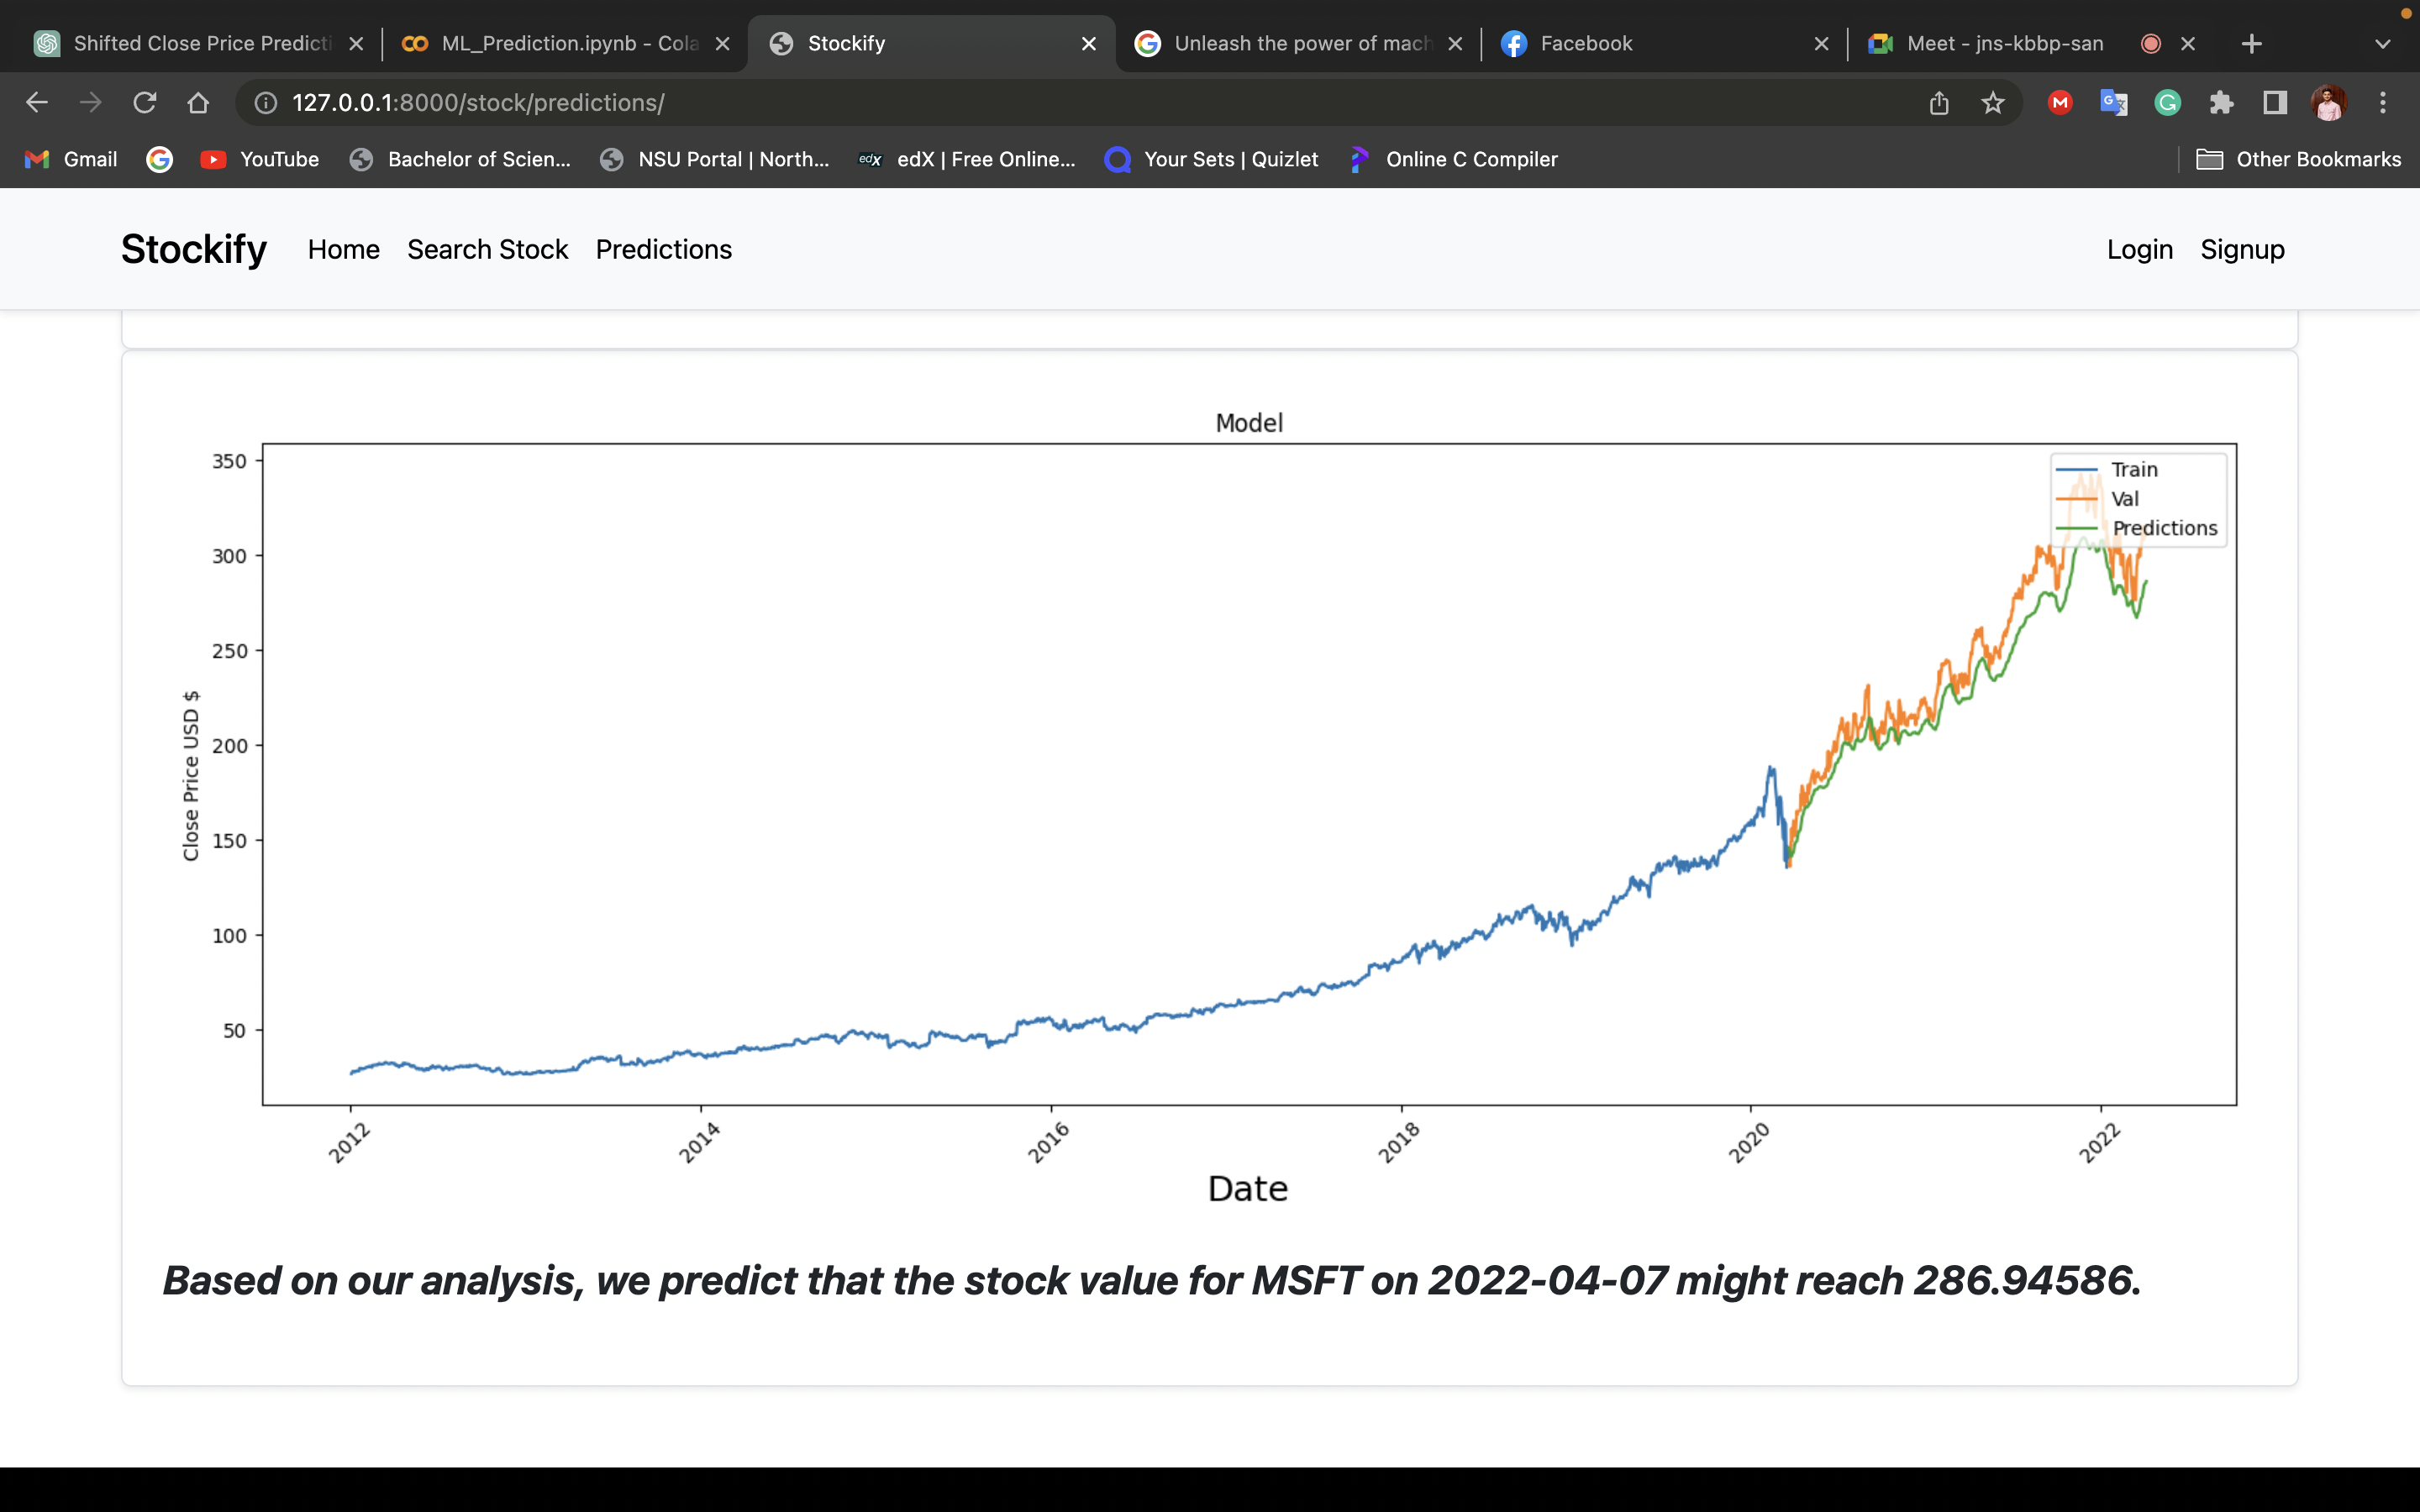 Shifted Close Price Predicti
ML_Prediction.ipynb - Cola
Stockify
Unleash the power of mach
Facebook
Meet - jns-kbbp-san
127.0.0.1:8000/stock/predictions/
Gmail
YouTube
Bachelor of Scien...
NSU Portal | North...
edX
edX | Free Online...
Your Sets | Quizlet
Online C Compiler
Other Bookmarks
Stockify
Home
Search Stock
Predictions
Login
Signup
Model
350
300
250
200
150
100
50
Close Price USD $
Train
Val
Predictions
2012
2014
2016
2018
2020
2022
Date
Based on our analysis, we predict that the stock value for MSFT on 2022-04-07 might reach 286.94586.